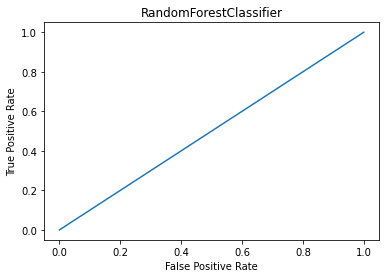 RandomForestClassifier
1.0
0.8
0.6
0.4
0.2
0.0
True Positive Rate
0.0 0.2 0.4 0.6 0.8 1.0
False Positive Rate